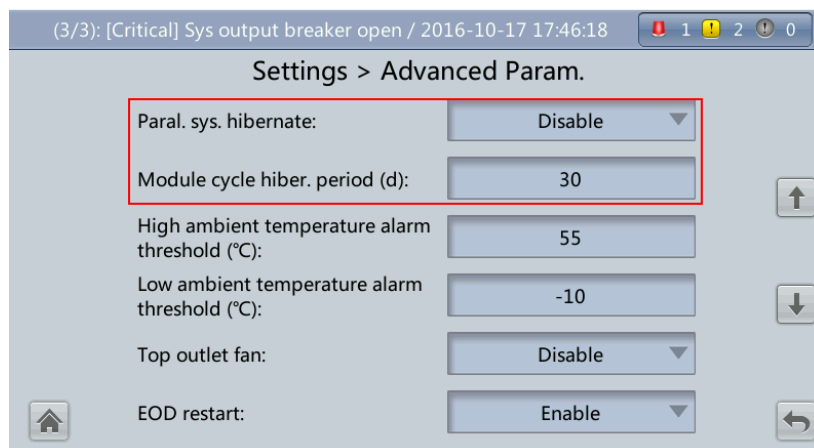 (3/3): [Critical] Sys output breaker open / 2016-10-17 17:46:18 1 2 0
Settings > Advanced Param.
Paral. sys. hibernate: Disable
Module cycle hiber. period (d): 30
High ambient temperature alarm
threshold (℃): 55
Low ambient temperature alarm
threshold (℃): -10
Top outlet fan: Disable
EOD restart: Enable